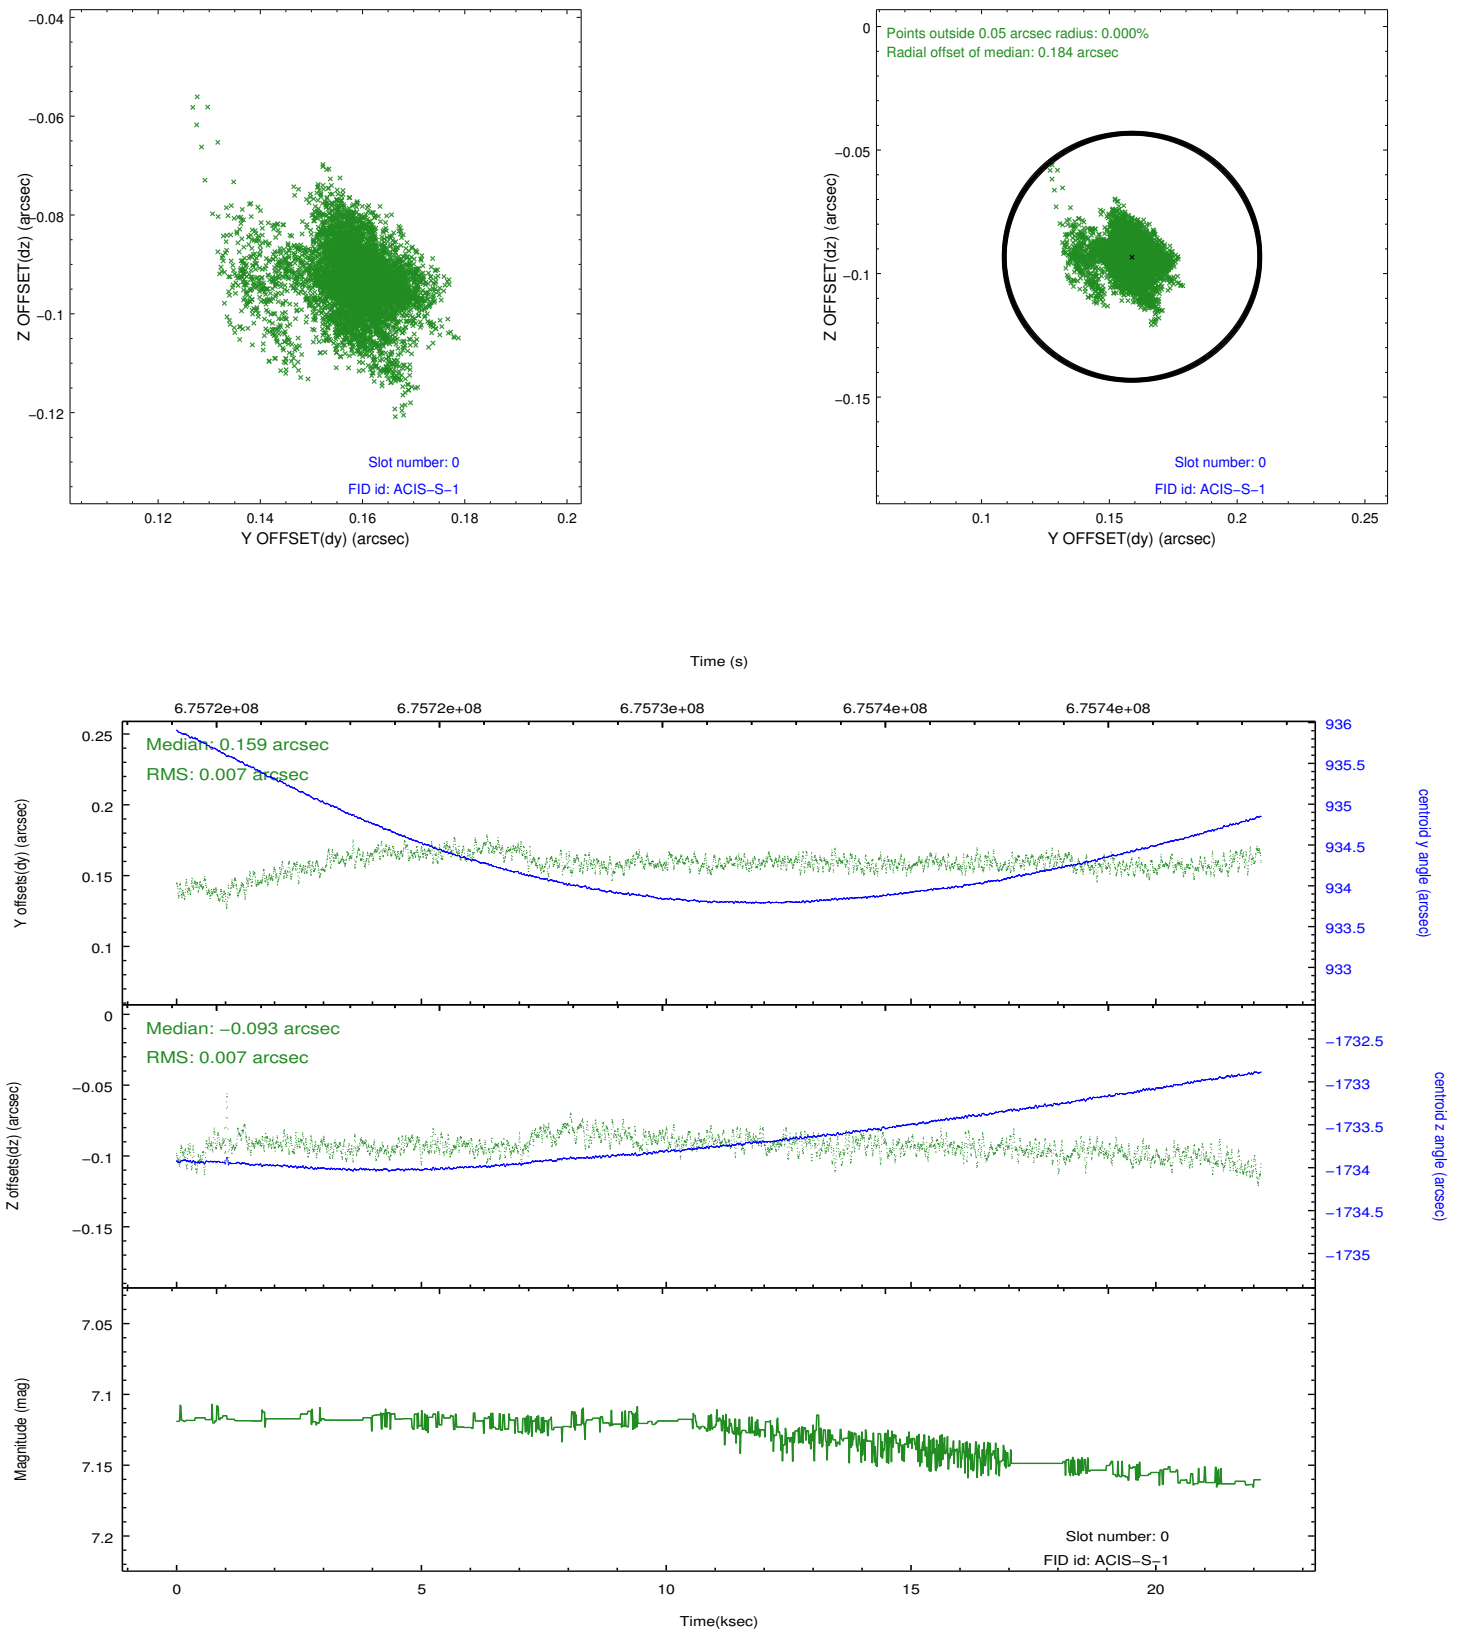 −0.04
−0.06
−0.08
−0.1
−0.12
Z OFFSET(dz) (arcsec)
Slot number: 0
FID id: ACIS−S−1
0.12 0.14 0.16 0.18 0.2
Y OFFSET(dy) (arcsec)
Points outside 0.05 arcsec radius: 0.000%
Radial offset of median: 0.184 arcsec
0
−0.05
−0.1
−0.15
Z OFFSET(dz) (arcsec)
Slot number: 0
FID id: ACIS−S−1
0.1 0.15 0.2 0.25
Y OFFSET(dy) (arcsec)
Time (s)
6.7572e+08 6.7572e+08 6.7573e+08 6.7574e+08 6.7574e+08
Median: 0.159 arcsec
RMS: 0.007 arcsec
0.25
0.2
0.15
0.1
Y offsets(dy) (arcsec)
936
935.5
935
934.5
934
933.5
933
centroid y angle (arcsec)
Median: −0.093 arcsec
RMS: 0.007 arcsec
0
−0.05
−0.1
−0.15
Z offsets(dz) (arcsec)
−1732.5
−1733
−1733.5
−1734
−1734.5
−1735
centroid z angle (arcsec)
7.05
7.1
7.15
7.2
Magnitude (mag)
Slot number: 0
FID id: ACIS−S−1
0 5 10 15 20
Time(ksec)